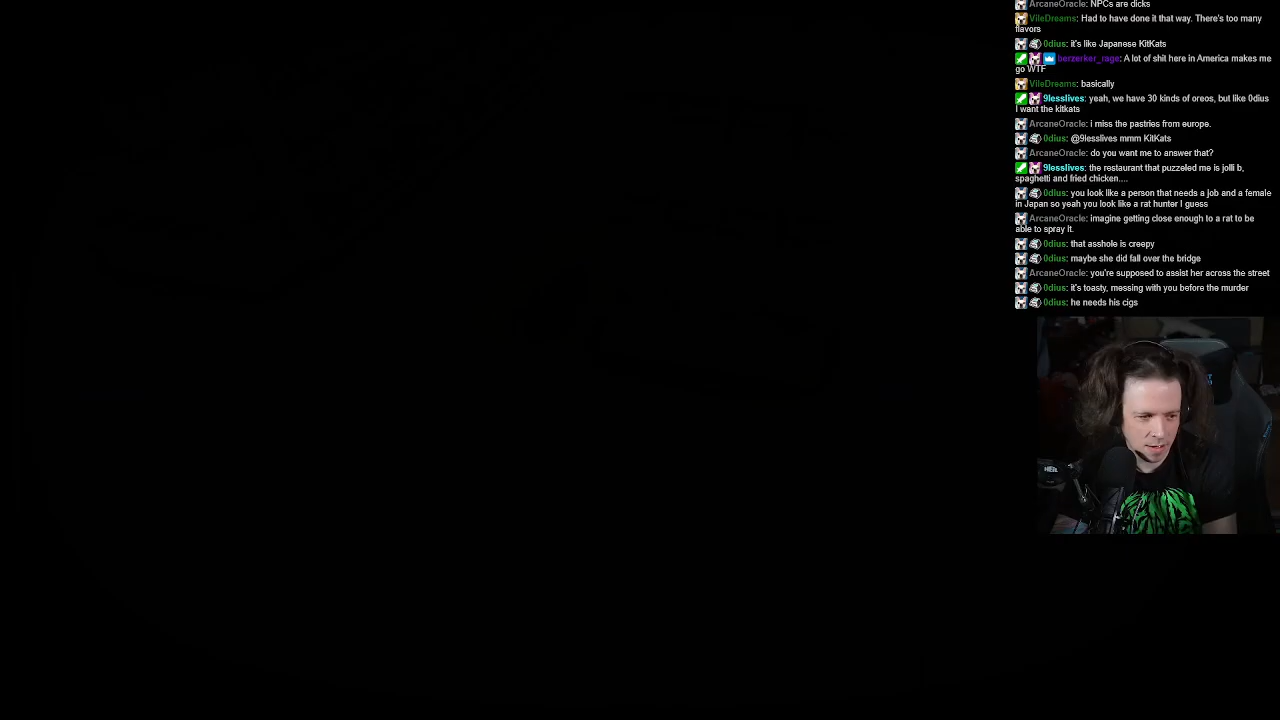 ArcaneOracle: NPCs are dicks
VileDreams: Had to have done it that way. There's too many
flavors
0dius: it's like Japanese KitKats
berzerker_rage: A lot of shit here in America makes me
go WTF
VileDreams: basically
9lesslives: yeah, we have 30 kinds of oreos, but like 0dius
I want the kitkats
ArcaneOracle: i miss the pastries from europe.
0dius: @9lesslives mmm KitKats
ArcaneOracle: do you want me to answer that?
9lesslives: the restaurant that puzzeled me is jolli b,
spaghetti and fried chicken....
0dius: you look like a person that needs a job and a female
in Japan so yeah you look like a rat hunter I guess
ArcaneOracle: imagine getting close enough to a rat to be
able to spray it.
0dius: that asshole is creepy
0dius: maybe she did fall over the bridge
ArcaneOracle: you're supposed to assist her across the street
0dius: it's toasty, messing with you before the murder
0dius: he needs his cigs